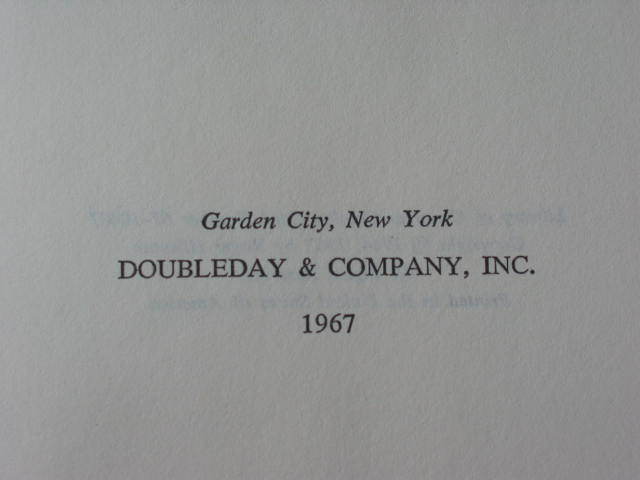 Garden City, New York
DOUBLEDAY & COMPANY, INC.
1967